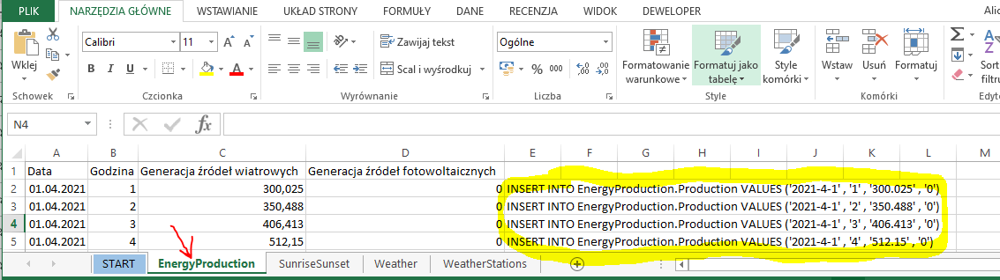 PLIK NARZĘDZIA GŁÓWNE WSTAWIANIE UKŁAD STRONY FORMUŁY DANE RECENZJA WIDOK DEWELOPER Alic
Wklej
Calibri 11 A A
B I U A
Zawijaj tekst
Scal i wyśrodkuj
Ogólne
% 000
Formatowanie warunkowe
Formatuj jako tabelę
Style komórki
Wstaw Usuń Formatuj
Sort
filtru
Schowek Czcionka Wyrównanie Liczba Style Komórki Edyt
N4 fx
A B C D E F G H I J K L M
1 Data Godzina Generacja źródeł wiatrowych Generacja źródeł fotowoltaicznych
2 01.04.2021 1 300,025 0 INSERT INTO EnergyProduction.Production VALUES ('2021-4-1' , '1' , '300.025' , '0')
3 01.04.2021 2 350,488 0 INSERT INTO EnergyProduction.Production VALUES ('2021-4-1' , '2' , '350.488' , '0')
4 01.04.2021 3 406,413 0 INSERT INTO EnergyProduction.Production VALUES ('2021-4-1' , '3' , '406.413' , '0')
5 01.04.2021 4 512,15 0 INSERT INTO EnergyProduction.Production VALUES ('2021-4-1' , '4' , '512.15' , '0')
START EnergyProduction SunriseSunset Weather WeatherStations